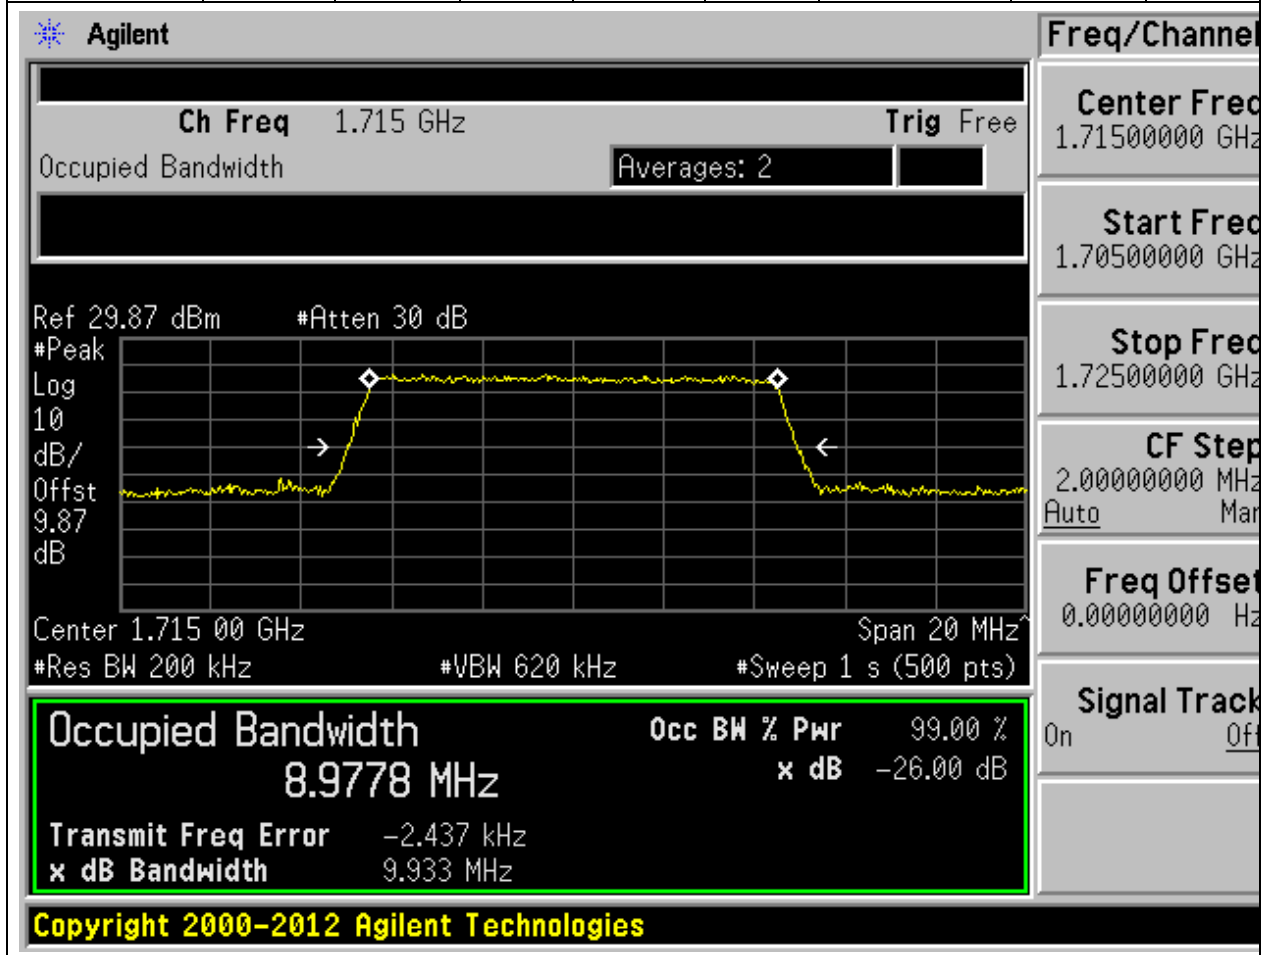 Agilent
Freq/Channel
Ch Freq 1.715 GHz
Trig Free
Occupied Bandwidth
Averages: 2
Center Freq
1.71500000 GHz
Start Freq
1.70500000 GHz
Stop Freq
1.72500000 GHz
CF Step
2.00000000 MHz
Auto Man
Freq Offset
0.00000000 Hz
Signal Track
On Off
Ref 29.87 dBm #Atten 30 dB
#Peak
Log
10
dB/
Offst
9.87
dB
Center 1.715 00 GHz Span 20 MHz^
#Res BW 200 kHz #VBW 620 kHz #Sweep 1 s (500 pts)
Occupied Bandwidth
8.9778 MHz
Occ BW % Pwr 99.00 %
x dB -26.00 dB
Transmit Freq Error -2.437 kHz
x dB Bandwidth 9.933 MHz
Copyright 2000-2012 Agilent Technologies